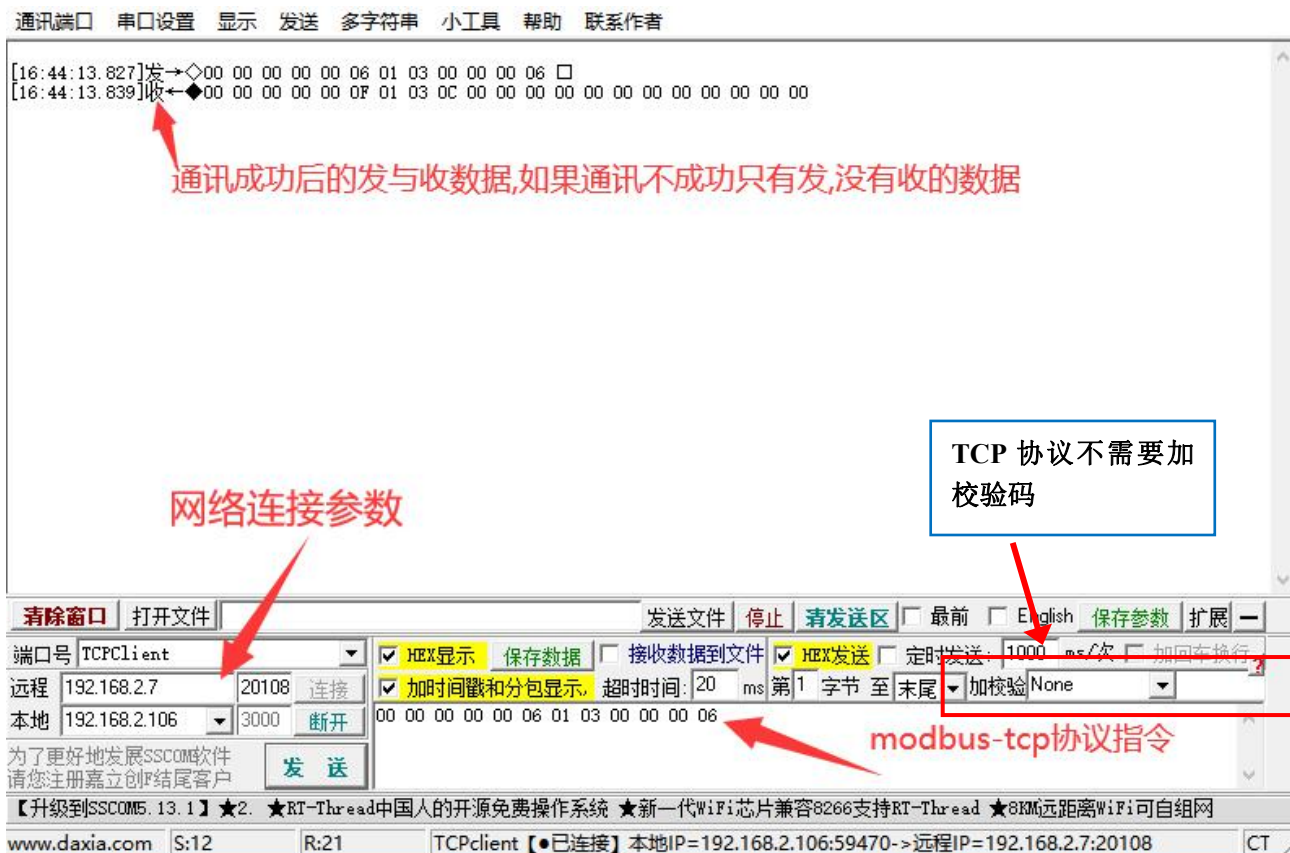 通讯端口 串口设置 显示 发送 多字符串 小工具 帮助 联系作者
[16:44:13.827]发→◇00 00 00 00 00 06 01 03 00 00 00 06 □
[16:44:13.839]收←◆00 00 00 00 00 0F 01 03 0C 00 00 00 00 00 00 00 00 00 00 00 00
通讯成功后的发与收数据,如果通讯不成功只有发,没有收的数据
TCP 协议不需要加
校验码
网络连接参数
清除窗口 打开文件 发送文件 停止 清发送区 最前 English 保存参数 扩展 —
端口号 TCPClient HEX显示 保存数据 接收数据到文件 HEX发送 定时发送: 1000 ms/次 加回车换行
远程 192.168.2.7 20108 连接 加时间戳和分包显示, 超时时间: 20 ms 第 1 字节 至 末尾 加校验 None ?
本地 192.168.2.106 3000 断开 00 00 00 00 00 06 01 03 00 00 00 06
modbus-tcp协议指令
为了更好地发展SSCOM软件
请您注册嘉立创F结尾客户
发 送
【升级到SSCOM5.13.1】★2. ★RT-Thread中国人的开源免费操作系统 ★新一代WiFi芯片兼容8266支持RT-Thread ★8KM远距离WiFi可自组网
www.daxia.com S:12 R:21 TCPclient【●已连接】本地IP=192.168.2.106:59470->远程IP=192.168.2.7:20108 CT